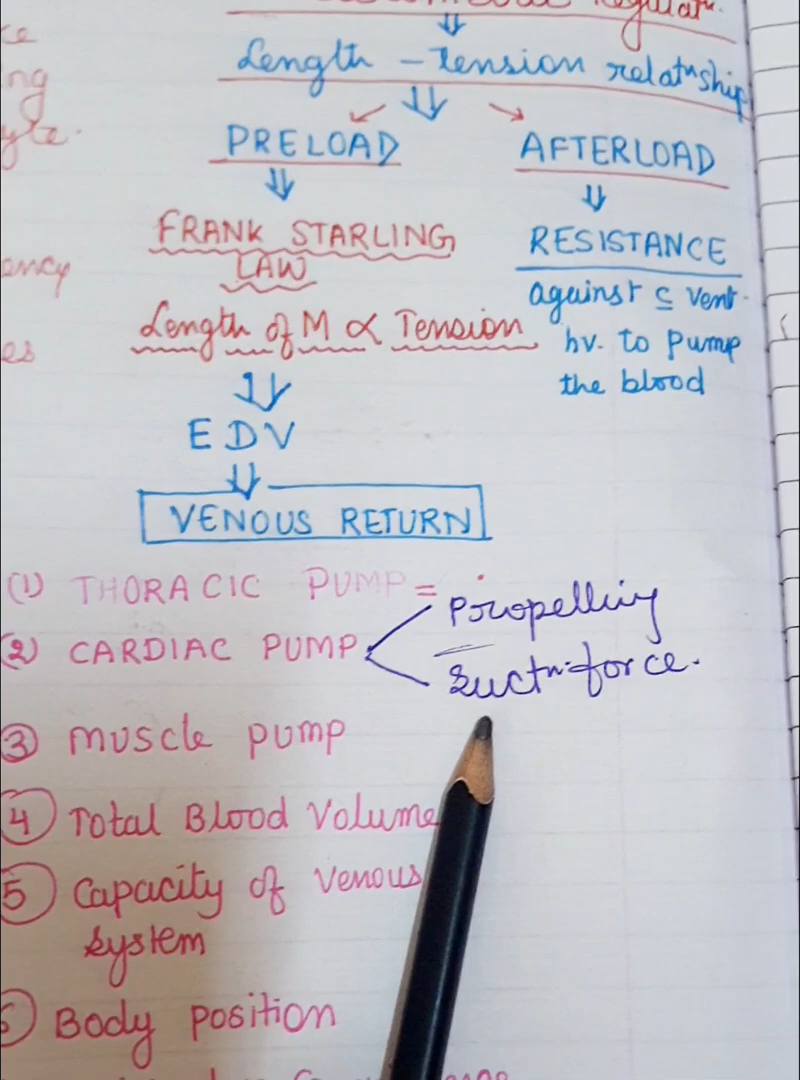 Length - Tension relatnship
PRELOAD
AFTERLOAD
FRANK STARLING
LAW
RESISTANCE
against c vent.
hv. to pump
the blood
Length of M ∝ Tension
EDV
VENOUS RETURN
(1) THORACIC PUMP =
(2) CARDIAC PUMP
Propelling
Suctn. force.
(3) Muscle pump
(4) Total Blood Volume
(5) Capacity of Venous
system
Body position